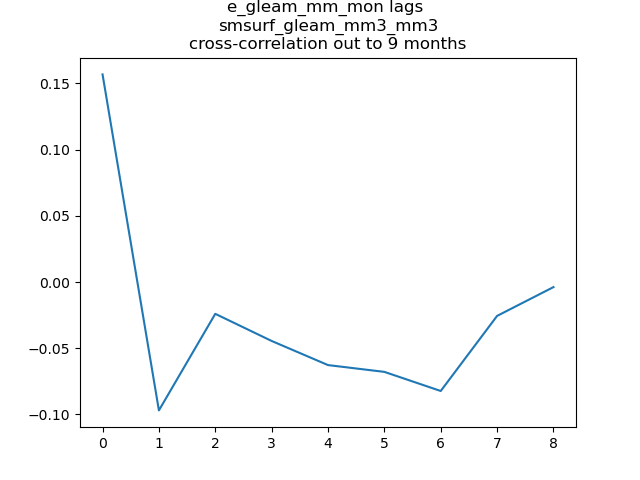 e_gleam_mm_mon lags
smsurf_gleam_mm3_mm3
cross-correlation out to 9 months
0.15
0.10
0.05
0.00
−0.05
−0.10
0 1 2 3 4 5 6 7 8